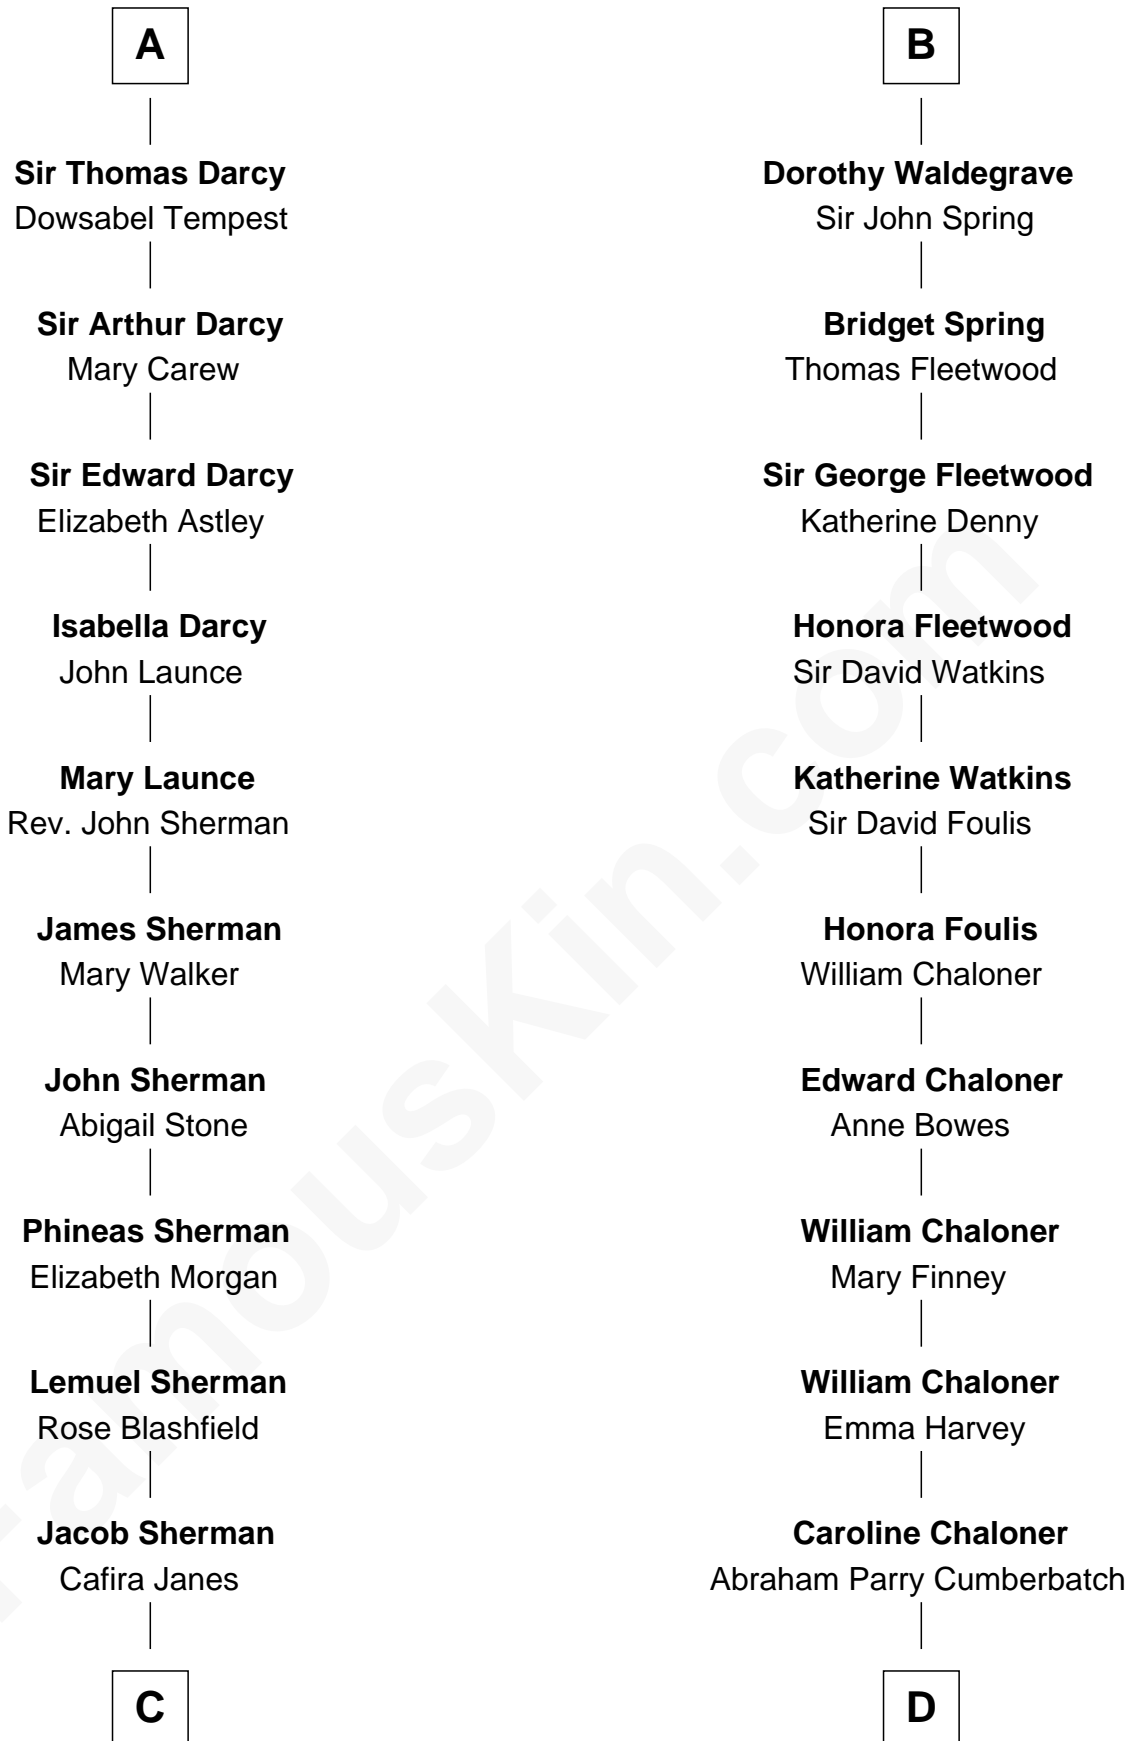 A
Sir Thomas Darcy
Dowsabel Tempest
Sir Arthur Darcy
Mary Carew
Sir Edward Darcy
Elizabeth Astley
Isabella Darcy
John Launce
Mary Launce
Rev. John Sherman
James Sherman
Mary Walker
John Sherman
Abigail Stone
Phineas Sherman
Elizabeth Morgan
Lemuel Sherman
Rose Blashfield
Jacob Sherman
Cafira Janes
C
B
Dorothy Waldegrave
Sir John Spring
Bridget Spring
Thomas Fleetwood
Sir George Fleetwood
Katherine Denny
Honora Fleetwood
Sir David Watkins
Katherine Watkins
Sir David Foulis
Honora Foulis
William Chaloner
Edward Chaloner
Anne Bowes
William Chaloner
Mary Finney
William Chaloner
Emma Harvey
Caroline Chaloner
Abraham Parry Cumberbatch
D
FamousKin.com